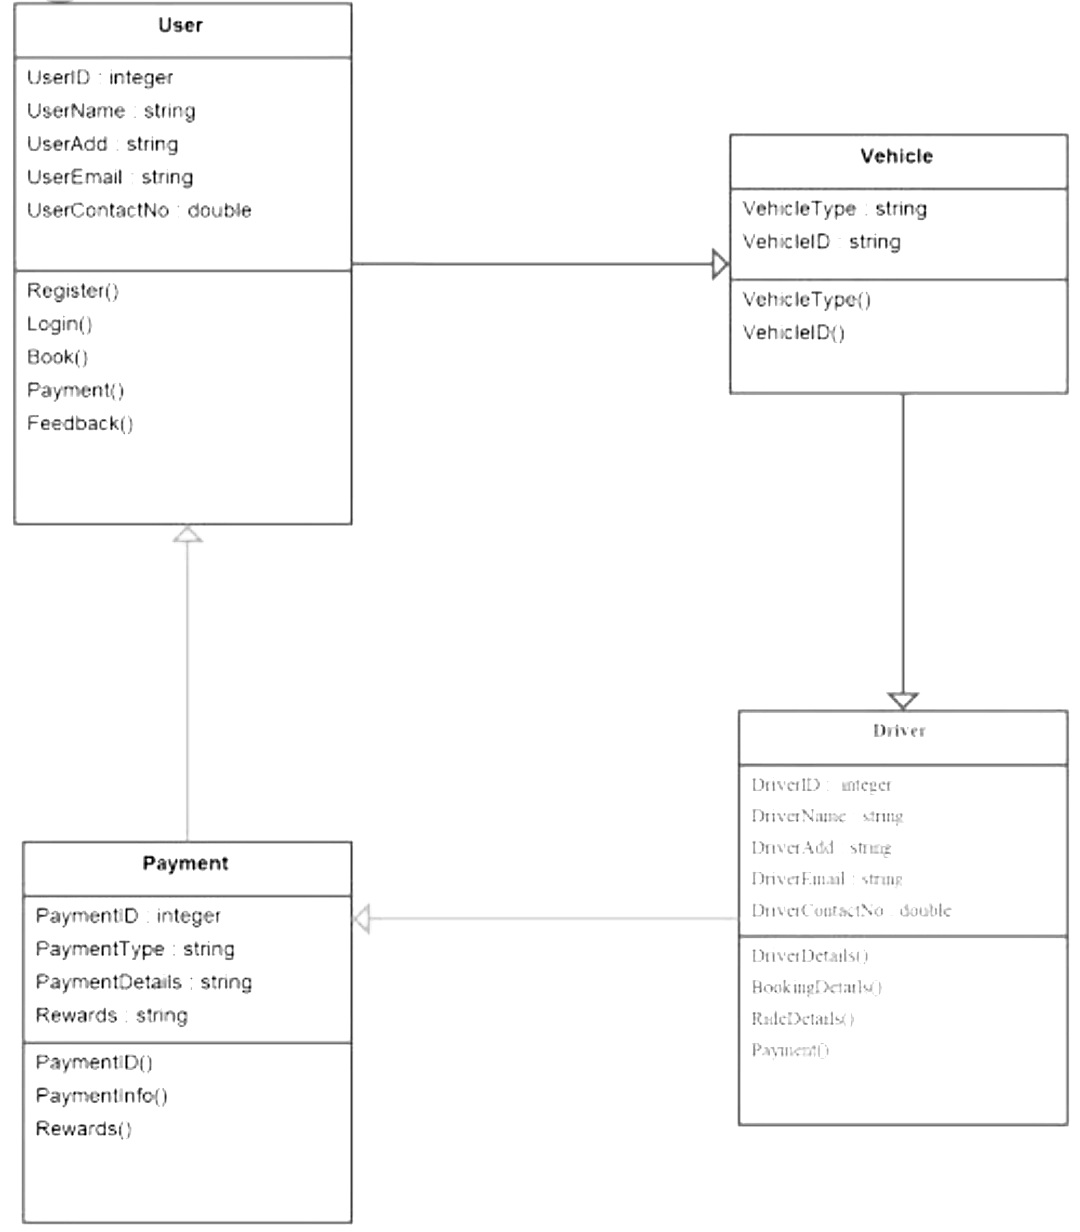 User
UserID : integer
UserName : string
UserAdd : string
UserEmail : string
UserContactNo : double
Register()
Login()
Book()
Payment()
Feedback()
Vehicle
VehicleType : string
VehicleID : string
VehicleType()
VehicleID()
Driver
DriverID : integer
DriverName : string
DriverAdd : string
DriverEmail : string
DriverContactNo : double
DriverDetails()
BookingDetails()
RideDetails()
Payment()
Payment
PaymentID : integer
PaymentType : string
PaymentDetails : string
Rewards : string
PaymentID()
PaymentInfo()
Rewards()